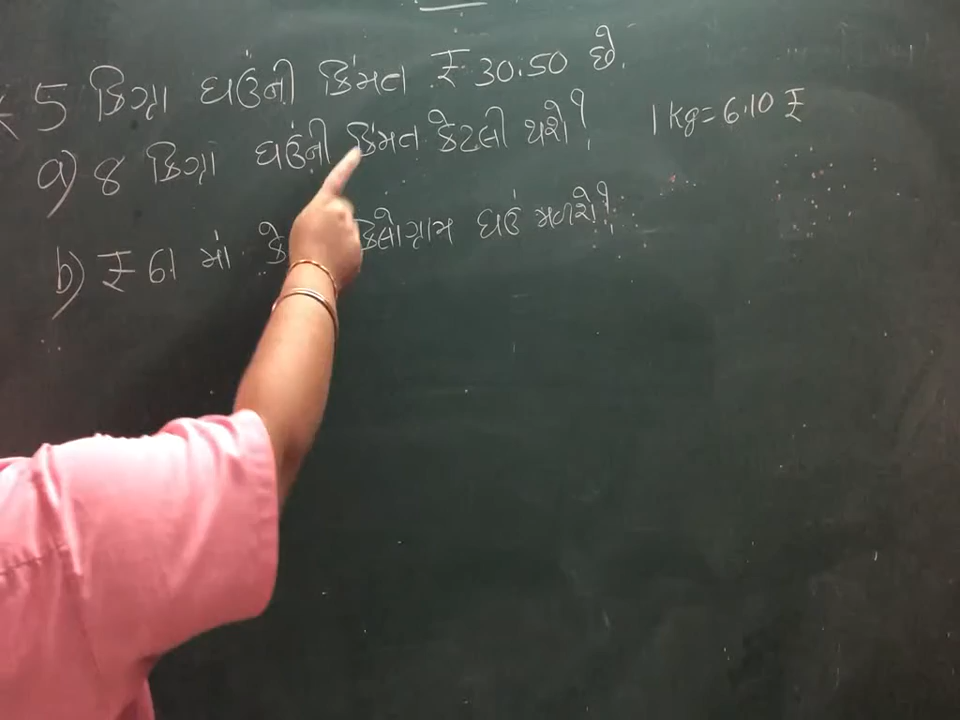 5 કિગ્રા ઘઉંની કિંમત ₹ 30.50 છે.
a) 8 કિગ્રા ઘઉંની કિંમત કેટલી થશે?
1 kg = 6.10 ₹
b) ₹ 61 માં કિલોગ્રામ ઘઉં મળશે?